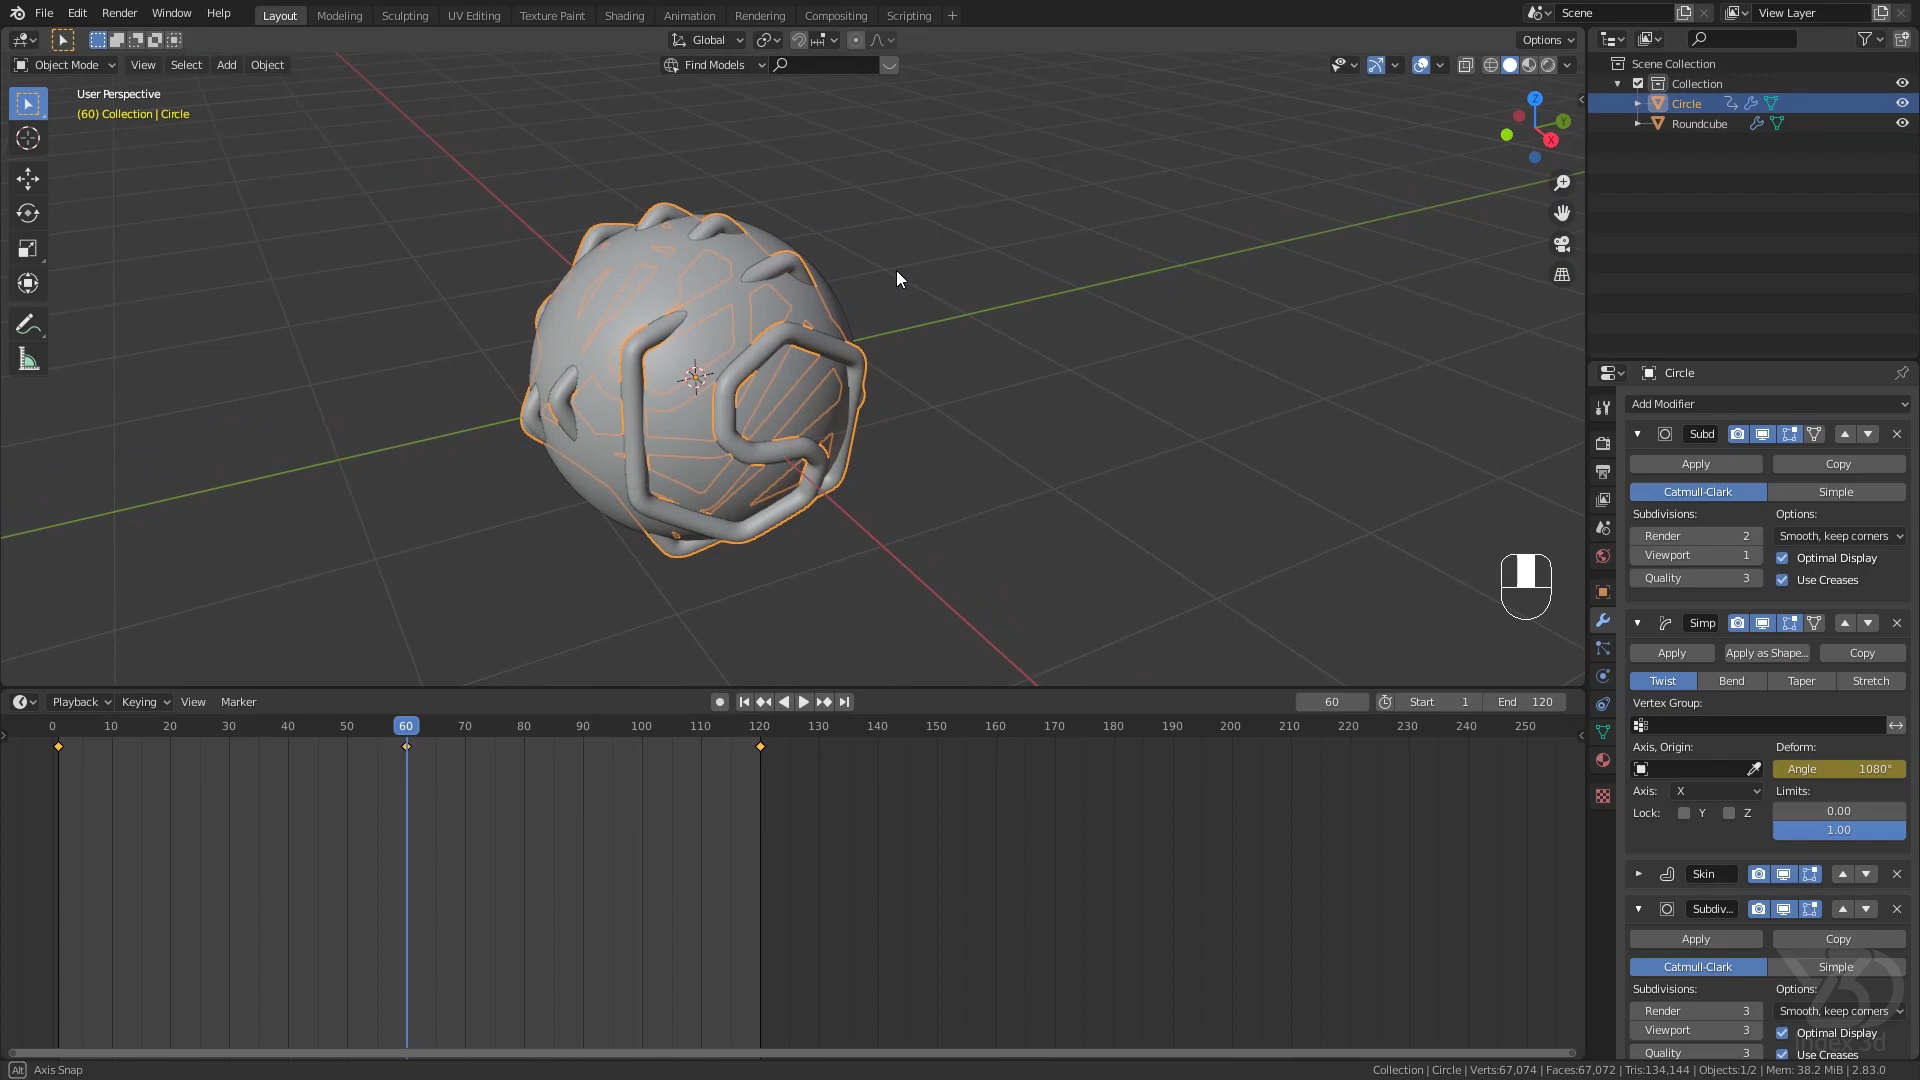 File Edit Render Window Help Layout Modeling Sculpting UV Editing Texture Paint Shading Animation Rendering Compositing Scripting + Scene View Layer
Global Options
Object Mode View Select Add Object Find Models
User Perspective
(60) Collection | Circle
Z
Y
X
Scene Collection
Collection
Circle
Roundcube
Circle
Add Modifier
Subd
Apply Copy
Catmull-Clark Simple
Subdivisions: Options:
Render 2 Smooth, keep corners
Viewport 1 Optimal Display
Quality 3 Use Creases
Simp
Apply Apply as Shape... Copy
Twist Bend Taper Stretch
Vertex Group:
Axis, Origin: Deform:
Angle 1080°
Axis: X Limits:
Lock: Y Z 0.00
1.00
Skin
Subdiv...
Apply Copy
Catmull-Clark Simple
Subdivisions: Options:
Render 3 Smooth, keep corners
Viewport 3 Optimal Display
Quality 3 Use Creases
Index 3d
Playback Keying View Marker 60 Start 1 End 120
0 10 20 30 40 50 60 70 80 90 100 110 120 130 140 150 160 170 180 190 200 210 220 230 240 250
Alt Axis Snap
Collection | Circle | Verts:67,074 | Faces:67,072 | Tris:134,144 | Objects:1/2 | Mem: 38.2 MiB | 2.83.0